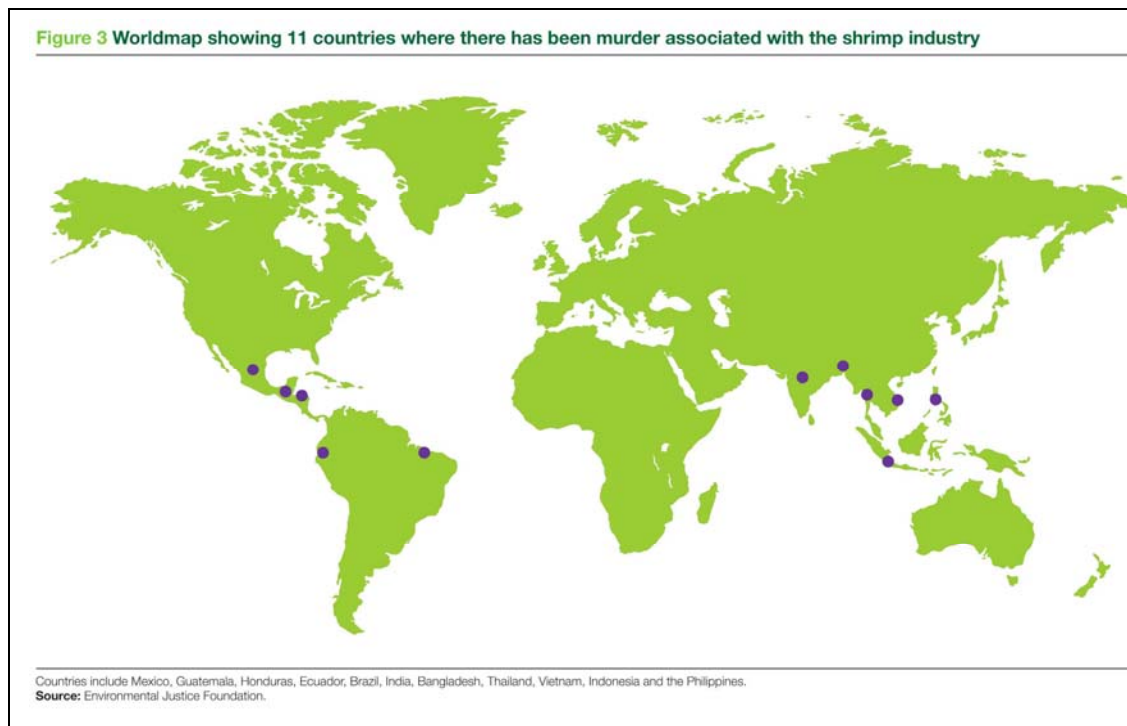 Figure 3 Worldmap showing 11 countries where there has been murder associated with the shrimp industry
Countries include Mexico, Guatemala, Honduras, Ecuador, Brazil, India, Bangladesh, Thailand, Vietnam, Indonesia and the Philippines.
Source: Environmental Justice Foundation.